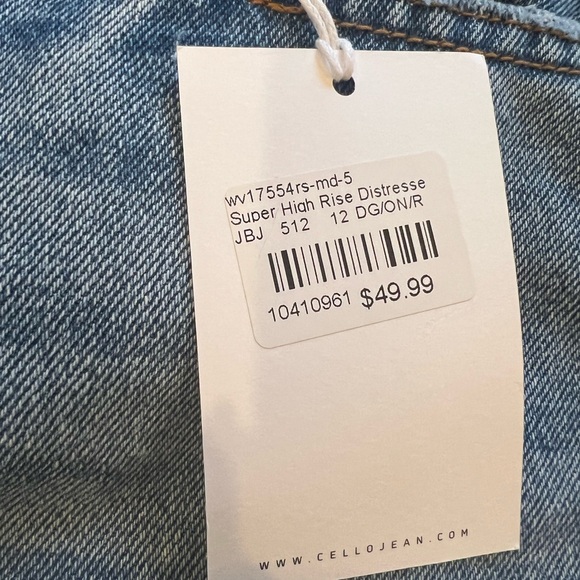 wv17554rs-md-5
Super High Rise Distresse
JBJ 512 12 DG/ON/R
10410961 $49.99
WWW.CELLOJEAN.COM